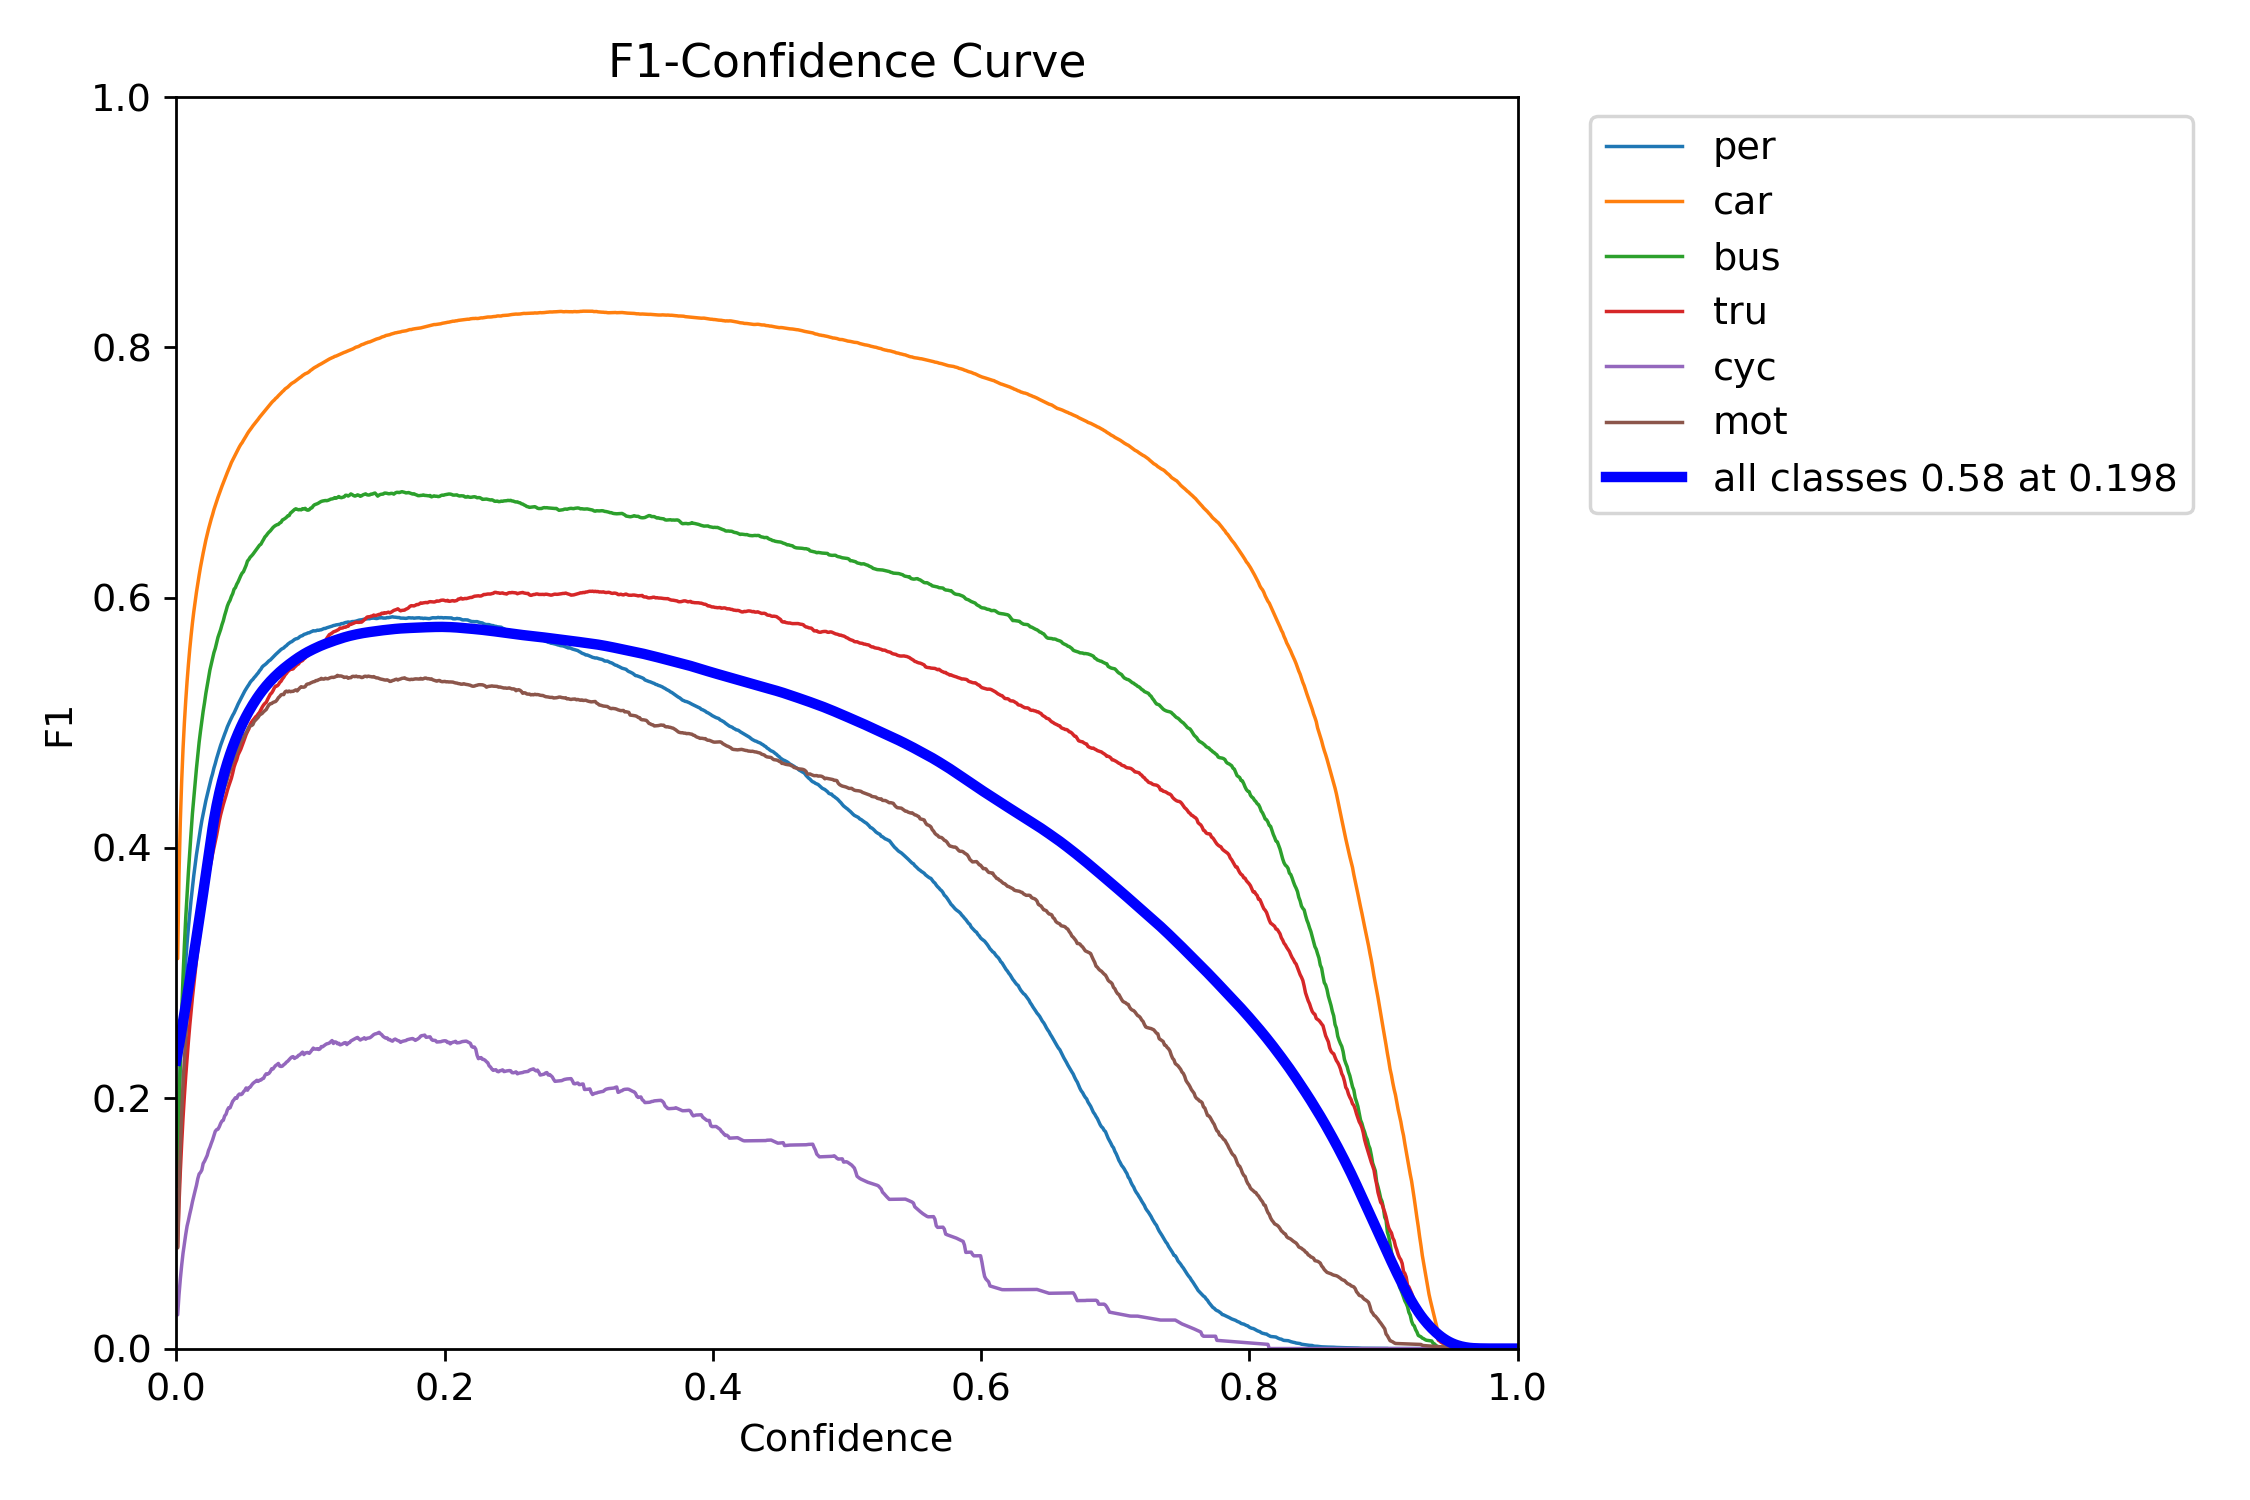 F1-Confidence Curve
1.0
0.8
0.6
0.4
0.2
0.0
F1
0.0 0.2 0.4 0.6 0.8 1.0
Confidence
per
car
bus
tru
cyc
mot
all classes 0.58 at 0.198